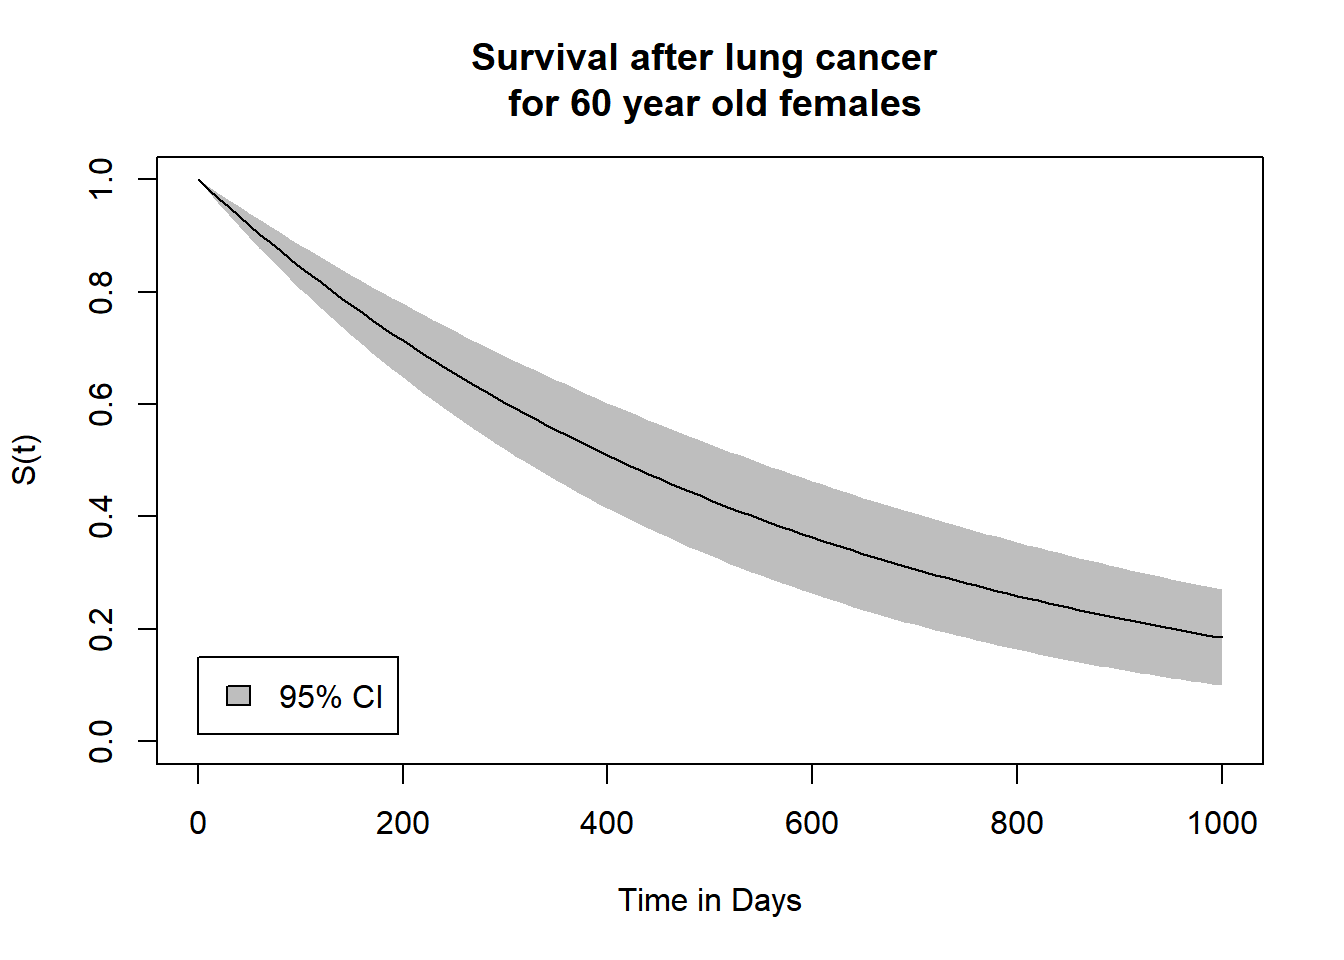 Survival after lung cancer
for 60 year old females
S(t)
1.0
0.8
0.6
0.4
0.2
0.0
95% CI
0 200 400 600 800 1000
Time in Days